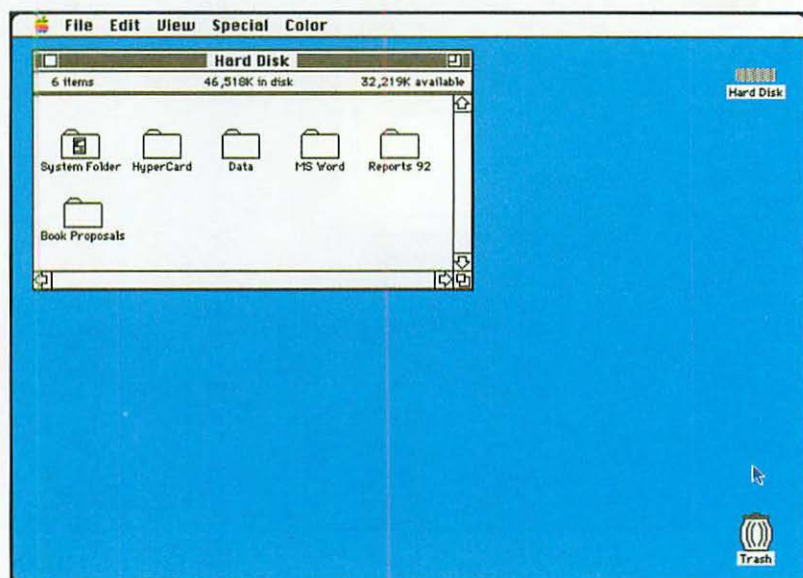 File Edit View Special Color
Hard Disk
6 items 46,518K in disk 32,219K available
System Folder HyperCard Data MS Word Reports 92
Book Proposals
Hard Disk
Trash